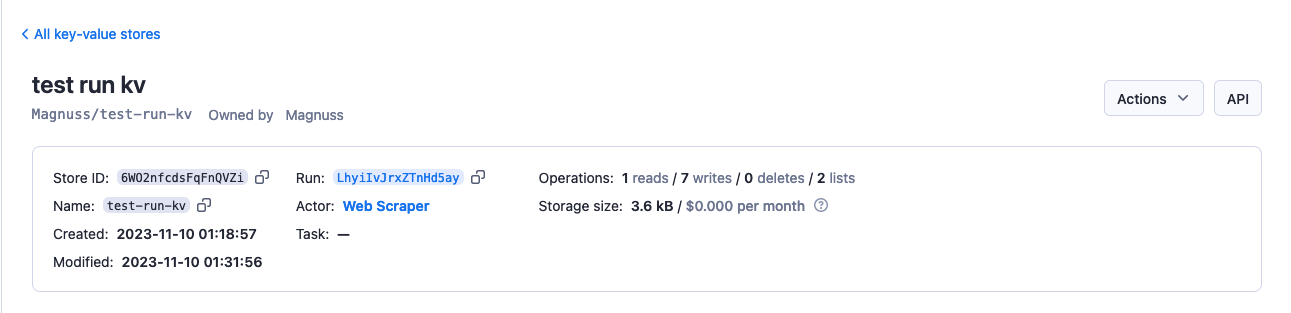 All key-value stores
test run kv
Magnuss/test-run-kv Owned by Magnuss
Actions
API
Store ID: 6WO2nfcdsFqFnQVZi
Name: test-run-kv
Created: 2023-11-10 01:18:57
Modified: 2023-11-10 01:31:56
Run: LhyiIvJrxZTnHd5ay
Actor: Web Scraper
Task: —
Operations: 1 reads / 7 writes / 0 deletes / 2 lists
Storage size: 3.6 kB / $0.000 per month